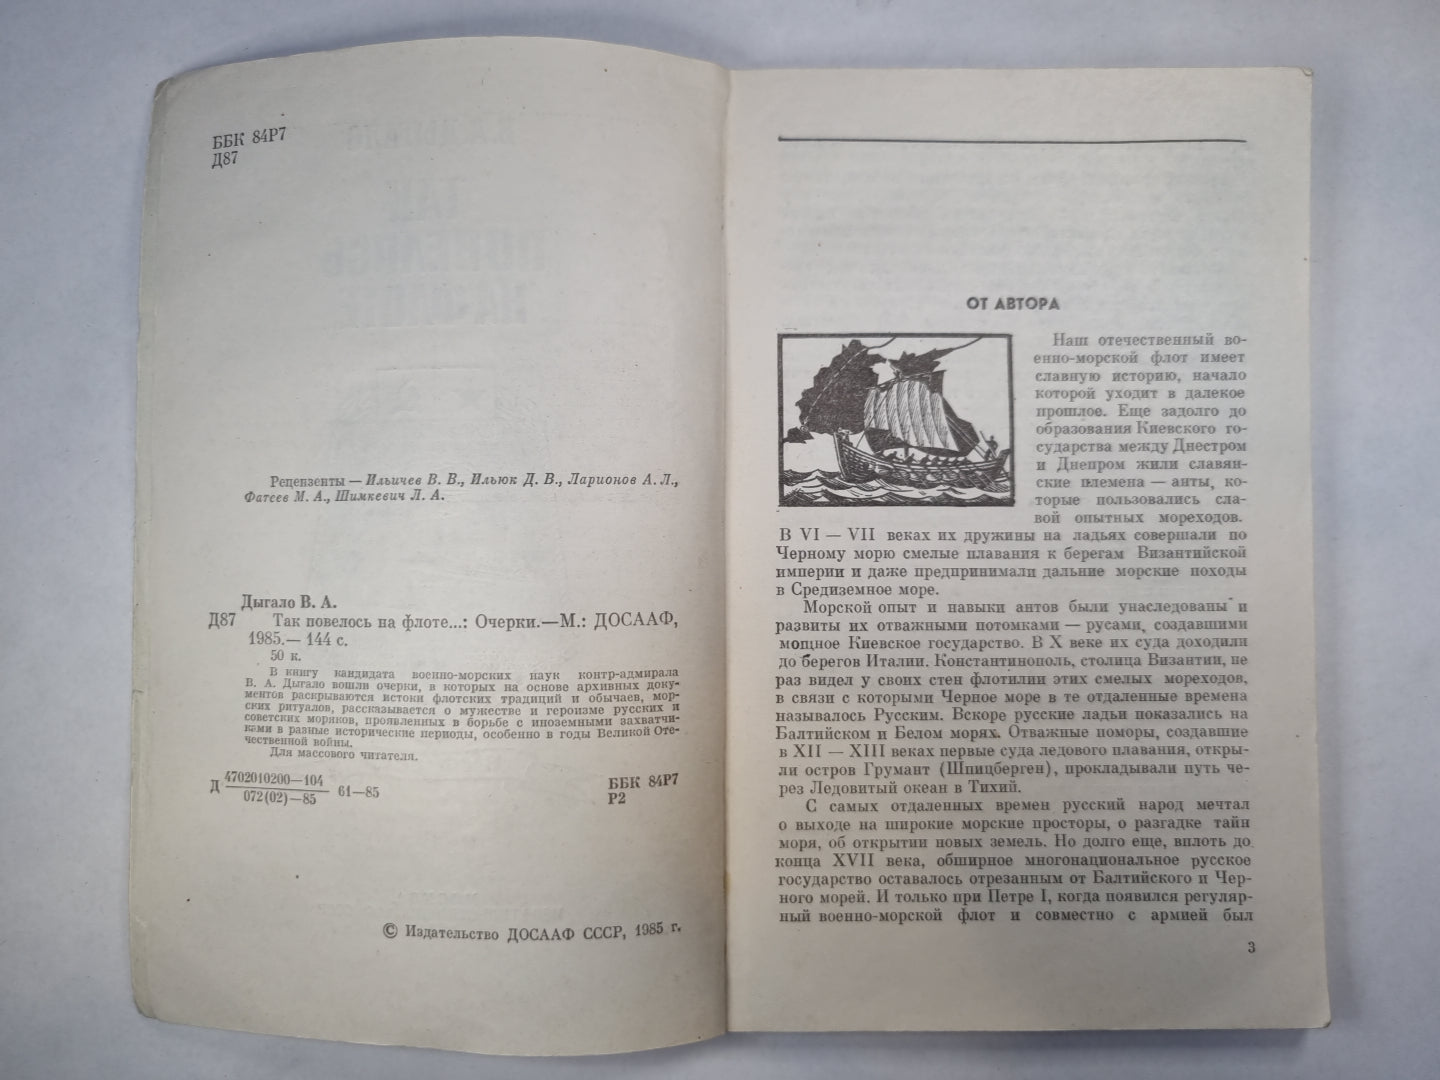 ББК 84Р7
Д87
Рецензенты — Ильичев В. В., Ильюк Д. В., Ларионов А. Л.,
Фатеев М. А., Шимкевич Л. А.
Дыгало В. А.
Д87 Так повелось на флоте...: Очерки.—М.: ДОСААФ,
1985.— 144 с.
50 к.
В книгу кандидата военно-морских наук контр-адмирала
В. А. Дыгало вошли очерки, в которых на основе архивных доку-
ментов раскрываются истоки флотских традиций и обычаев, мор-
ских ритуалов, рассказывается о мужестве и героизме русских и
советских моряков, проявленных в борьбе с иноземными захватчи-
ками в разные исторические периоды, особенно в годы Великой Оте-
чественной войны.
Для массового читателя.
Д 4702010200—104
072(02)—85 61—85
ББК 84Р7
Р2
© Издательство ДОСААФ СССР, 1985 г.
ОТ АВТОРА
Наш отечественный во-
енно-морской флот имеет
славную историю, начало
которой уходит в далекое
прошлое. Еще задолго до
образования Киевского го-
сударства между Днестром
и Днепром жили славян-
ские племена — анты, ко-
торые пользовались сла-
вой опытных мореходов.
В VI — VII веках их дружины на ладьях совершали по
Черному морю смелые плавания к берегам Византийской
империи и даже предпринимали дальние морские походы
в Средиземное море.
Морской опыт и навыки антов были унаследованы и
развиты их отважными потомками — русами, создавшими
мощное Киевское государство. В X веке их суда доходили
до берегов Италии. Константинополь, столица Византии, не
раз видел у своих стен флотилии этих смелых мореходов,
в связи с которыми Черное море в те отдаленные времена
называлось Русским. Вскоре русские ладьи показались на
Балтийском и Белом морях. Отважные поморы, создавшие
в XII — XIII веках первые суда ледового плавания, откры-
ли остров Грумант (Шпицберген), прокладывали путь че-
рез Ледовитый океан в Тихий.
С самых отдаленных времен русский народ мечтал
о выходе на широкие морские просторы, о разгадке тайн
моря, об открытии новых земель. Но долго еще, вплоть до
конца XVII века, обширное многонациональное русское
государство оставалось отрезанным от Балтийского и Чер-
ного морей. И только при Петре I, когда появился регуляр-
ный военно-морской флот и совместно с армией был
3